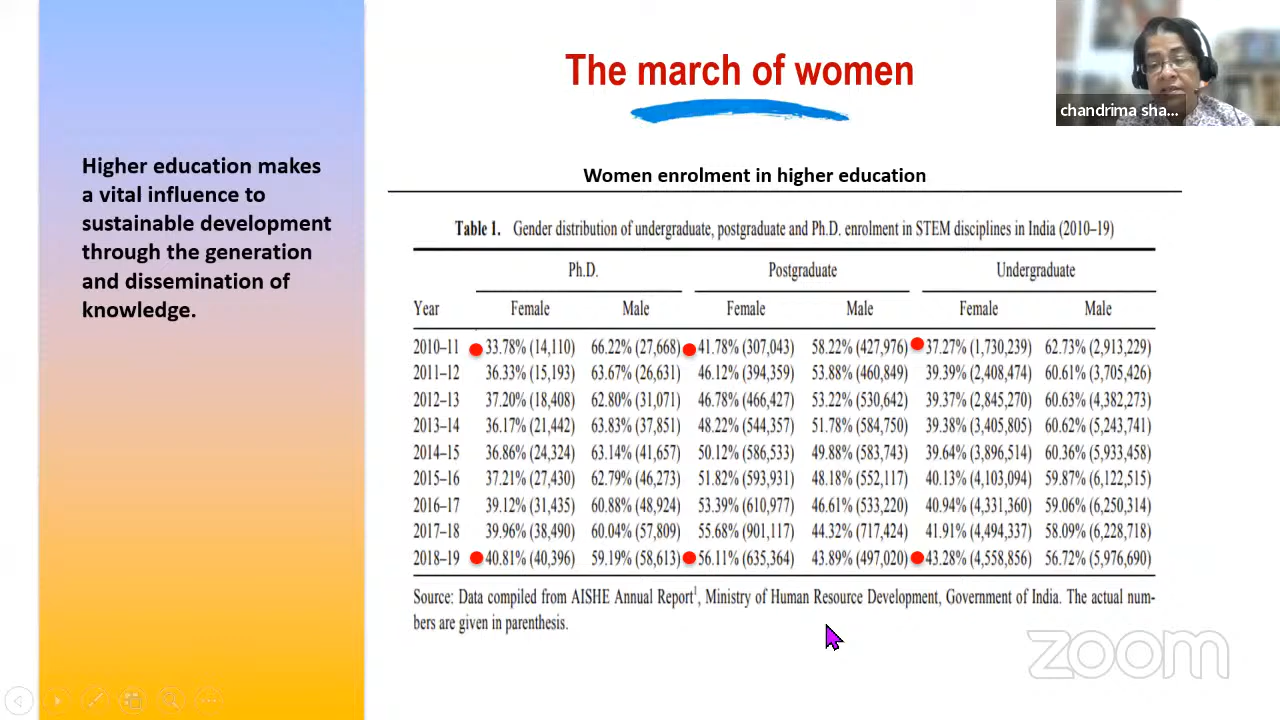 The march of women
chandrima sha...
Higher education makes
a vital influence to
sustainable development
through the generation
and dissemination of
knowledge.
Women enrolment in higher education
Table 1. Gender distribution of undergraduate, postgraduate and Ph.D. enrolment in STEM disciplines in India (2010–19)
Ph.D. Postgraduate Undergraduate
Year Female Male Female Male Female Male
2010–11 33.78% (14,110) 66.22% (27,668) 41.78% (307,043) 58.22% (427,976) 37.27% (1,730,239) 62.73% (2,913,229)
2011–12 36.33% (15,193) 63.67% (26,631) 46.12% (394,359) 53.88% (460,849) 39.39% (2,408,474) 60.61% (3,705,426)
2012–13 37.20% (18,408) 62.80% (31,071) 46.78% (466,427) 53.22% (530,642) 39.37% (2,845,270) 60.63% (4,382,273)
2013–14 36.17% (21,442) 63.83% (37,851) 48.22% (544,357) 51.78% (584,750) 39.38% (3,405,805) 60.62% (5,243,741)
2014–15 36.86% (24,324) 63.14% (41,657) 50.12% (586,533) 49.88% (583,743) 39.64% (3,896,514) 60.36% (5,933,458)
2015–16 37.21% (27,430) 62.79% (46,273) 51.82% (593,931) 48.18% (552,117) 40.13% (4,103,094) 59.87% (6,122,515)
2016–17 39.12% (31,435) 60.88% (48,924) 53.39% (610,977) 46.61% (533,220) 40.94% (4,331,360) 59.06% (6,250,314)
2017–18 39.96% (38,490) 60.04% (57,809) 55.68% (901,117) 44.32% (717,424) 41.91% (4,494,337) 58.09% (6,228,718)
2018–19 40.81% (40,396) 59.19% (58,613) 56.11% (635,364) 43.89% (497,020) 43.28% (4,558,856) 56.72% (5,976,690)
Source: Data compiled from AISHE Annual Report¹, Ministry of Human Resource Development, Government of India. The actual num-
bers are given in parenthesis.
zoom